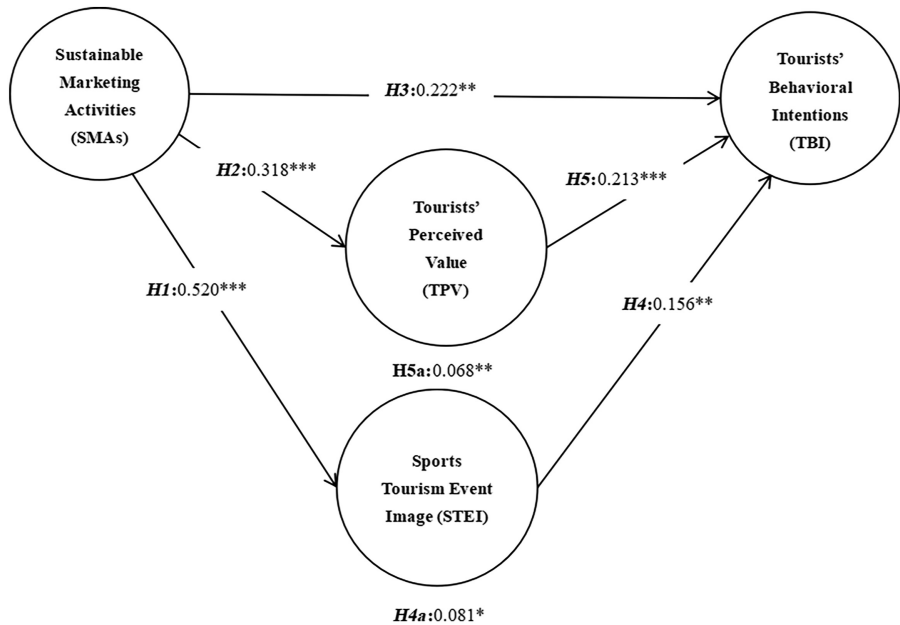 Sustainable
Marketing
Activities
(SMAs)
Tourists’
Behavioral
Intentions
(TBI)
H3:0.222**
H2:0.318***
H5:0.213***
Tourists’
Perceived
Value
(TPV)
H1:0.520***
H4:0.156**
H5a:0.068**
Sports
Tourism Event
Image (STEI)
H4a:0.081*